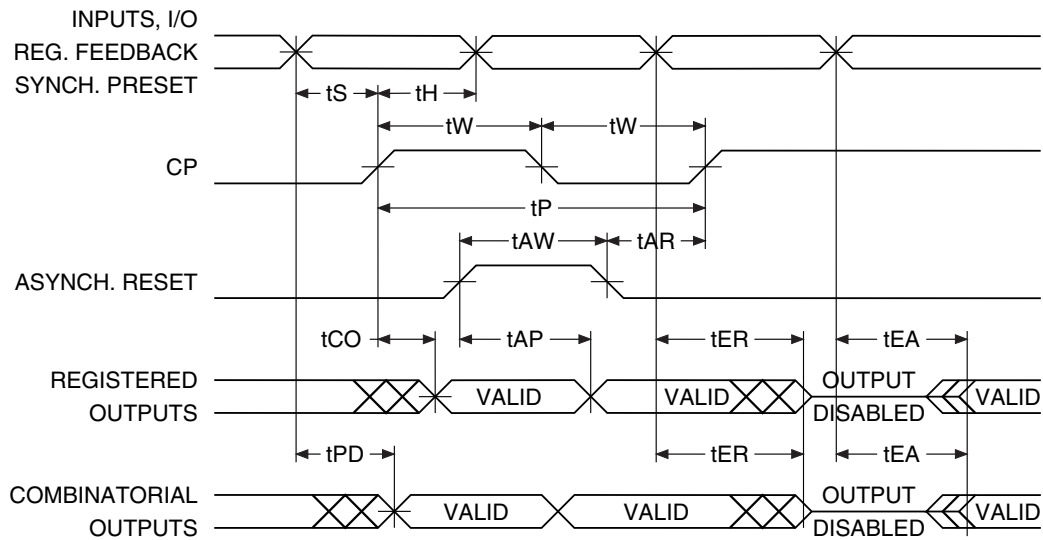 INPUTS, I/O
REG. FEEDBACK
SYNCH. PRESET
tS tH
tW tW
CP
tP
tAW tAR
ASYNCH. RESET
tCO tAP tER tEA
REGISTERED OUTPUT
VALID VALID VALID
OUTPUTS DISABLED
tPD tER tEA
COMBINATORIAL OUTPUT
VALID VALID VALID
OUTPUTS DISABLED